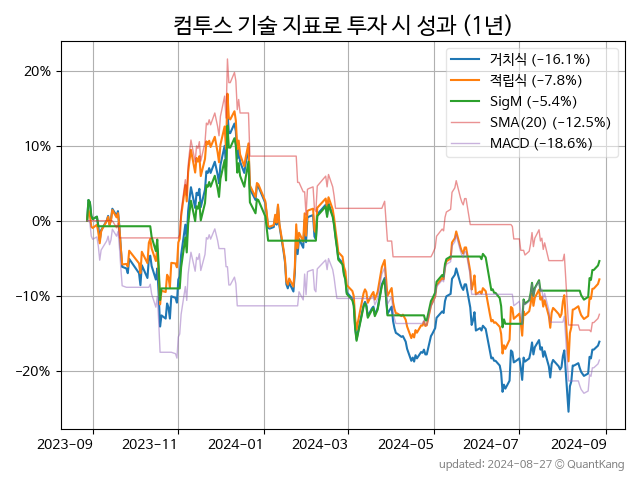 컴투스 기술 지표로 투자 시 성과 (1년)
거치식 (−16.1%)
적립식 (−7.8%)
SigM (−5.4%)
SMA(20) (−12.5%)
MACD (−18.6%)
20%
10%
0%
−10%
−20%
2023-09 2023-11 2024-01 2024-03 2024-05 2024-07 2024-09
updated: 2024-08-27 © QuantKang